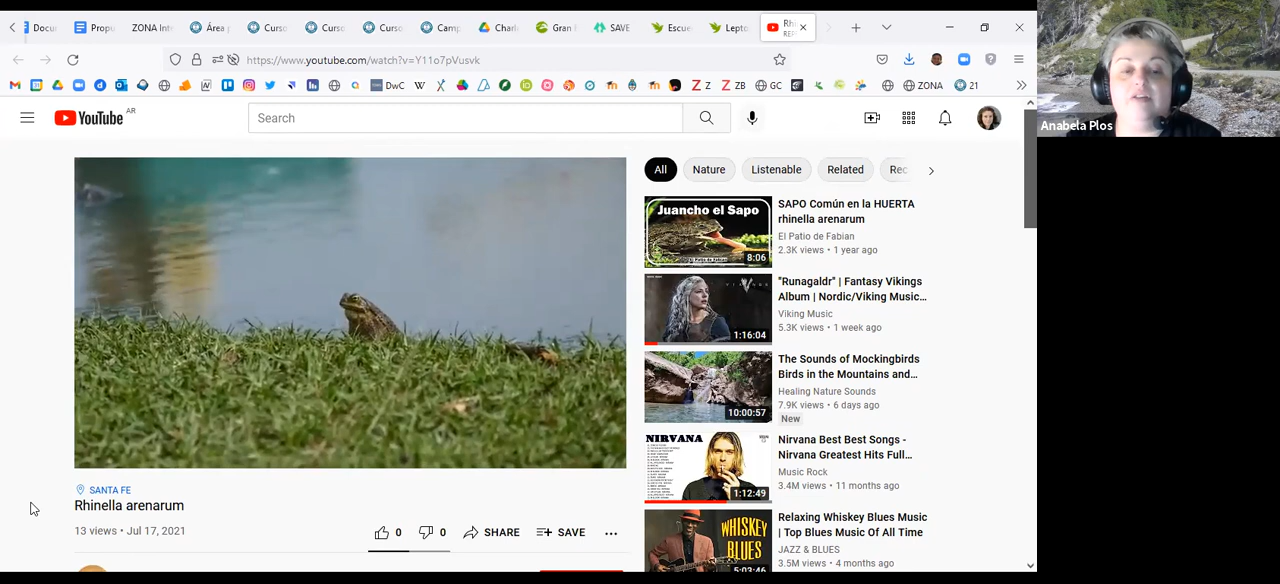 Docu
Propu
ZONA Int
Área
Curso
Curso
Curso
Camp
Charl
Gran
SAVE
Escue
Lepto
Rhi
https://www.youtube.com/watch?v=Y11o7pVusvk
DwC
Z Z
Z ZB
GC
ZONA
21
YouTube AR
Search
Anabela Plos
All
Nature
Listenable
Related
Rec
Juancho el Sapo
8:06
SAPO Común en la HUERTA
rhinella arenarum
El Patio de Fabian
2.3K views • 1 year ago
VIKINGS
1:16:04
"Runagaldr" | Fantasy Vikings
Album | Nordic/Viking Music...
Viking Music
5.3K views • 1 week ago
10:00:57
The Sounds of Mockingbirds
Birds in the Mountains and...
Healing Nature Sounds
7.9K views • 6 days ago
New
NIRVANA
1:12:49
Nirvana Best Best Songs -
Nirvana Greatest Hits Full...
Music Rock
3.4M views • 11 months ago
WHISKEY
BLUES
5:03:46
Relaxing Whiskey Blues Music
| Top Blues Music Of All Time
JAZZ & BLUES
3.5M views • 4 months ago
SANTA FE
Rhinella arenarum
13 views • Jul 17, 2021
0
0
SHARE
SAVE